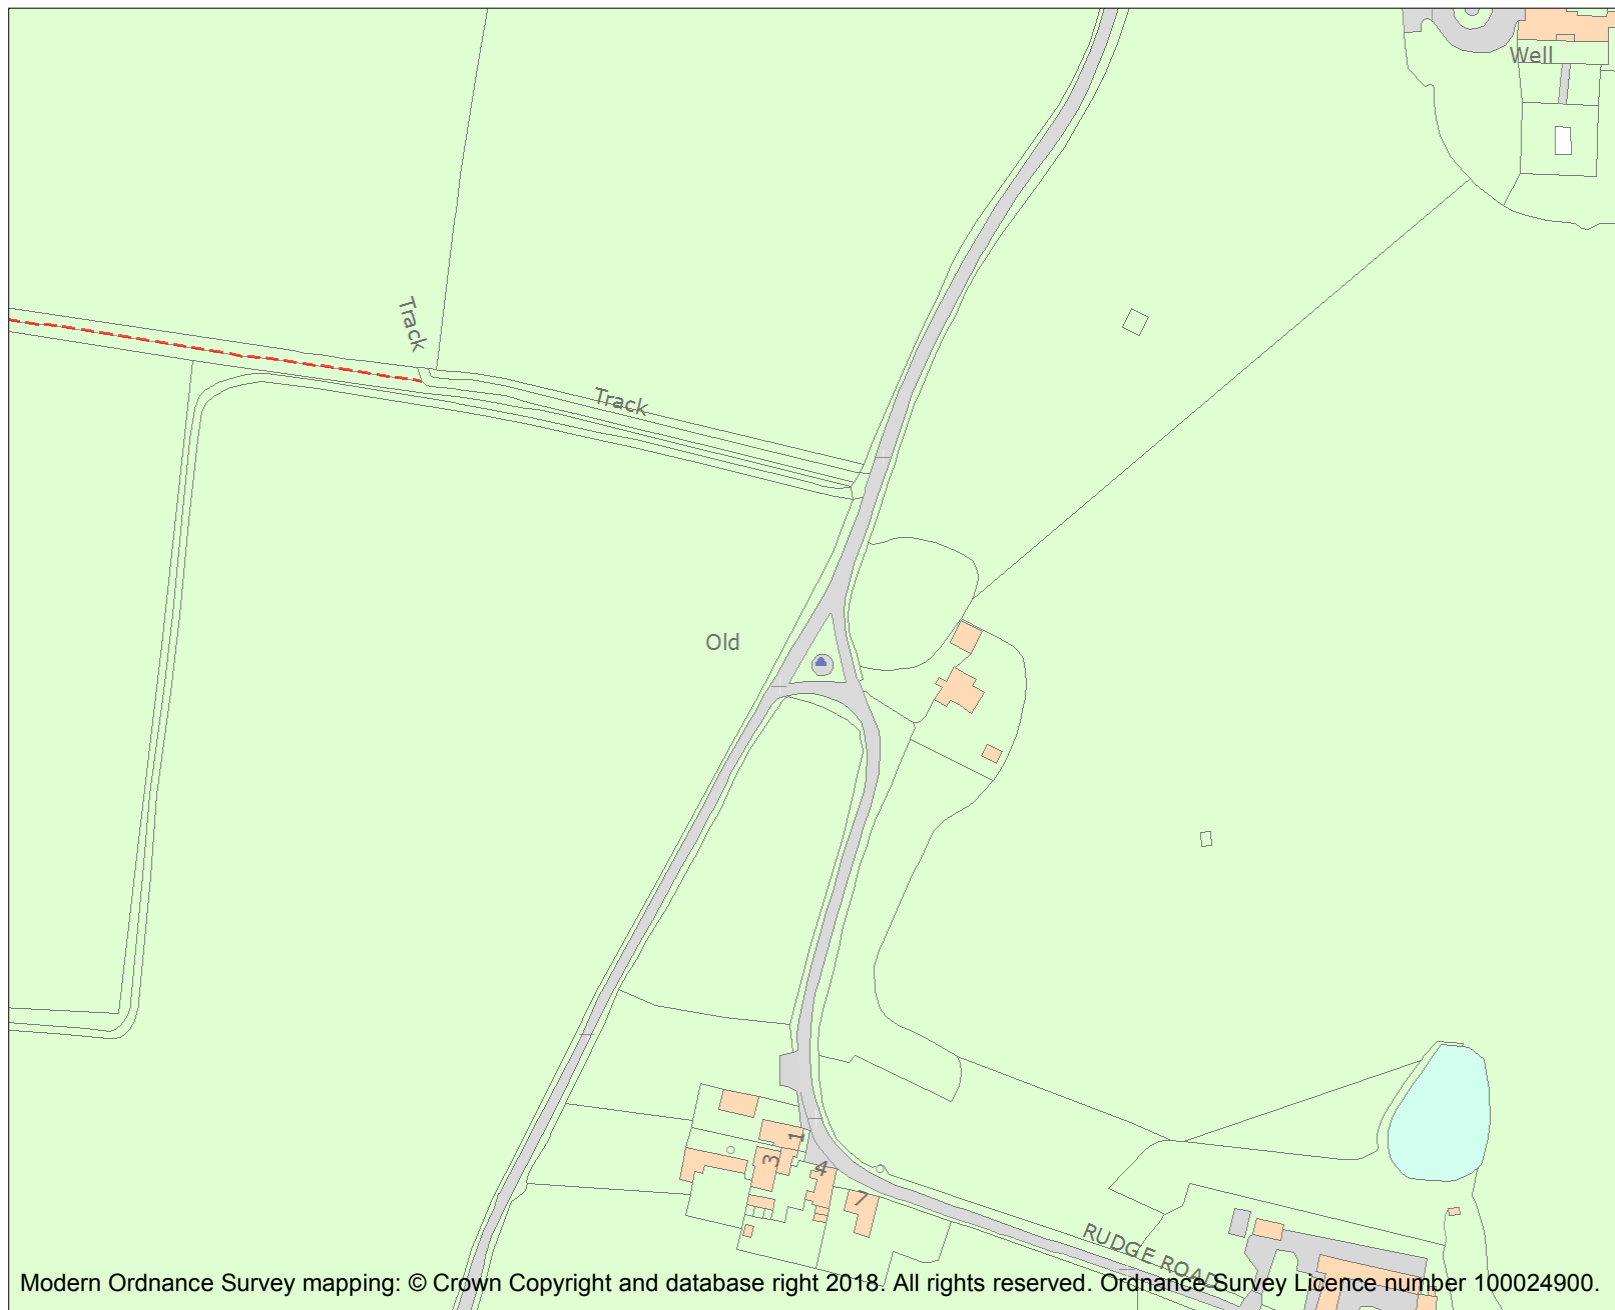 Well
Track
Track
Old
1
3
4
7
RUDGE ROAD
Modern Ordnance Survey mapping: © Crown Copyright and database right 2018. All rights reserved. Ordnance Survey Licence number 100024900.